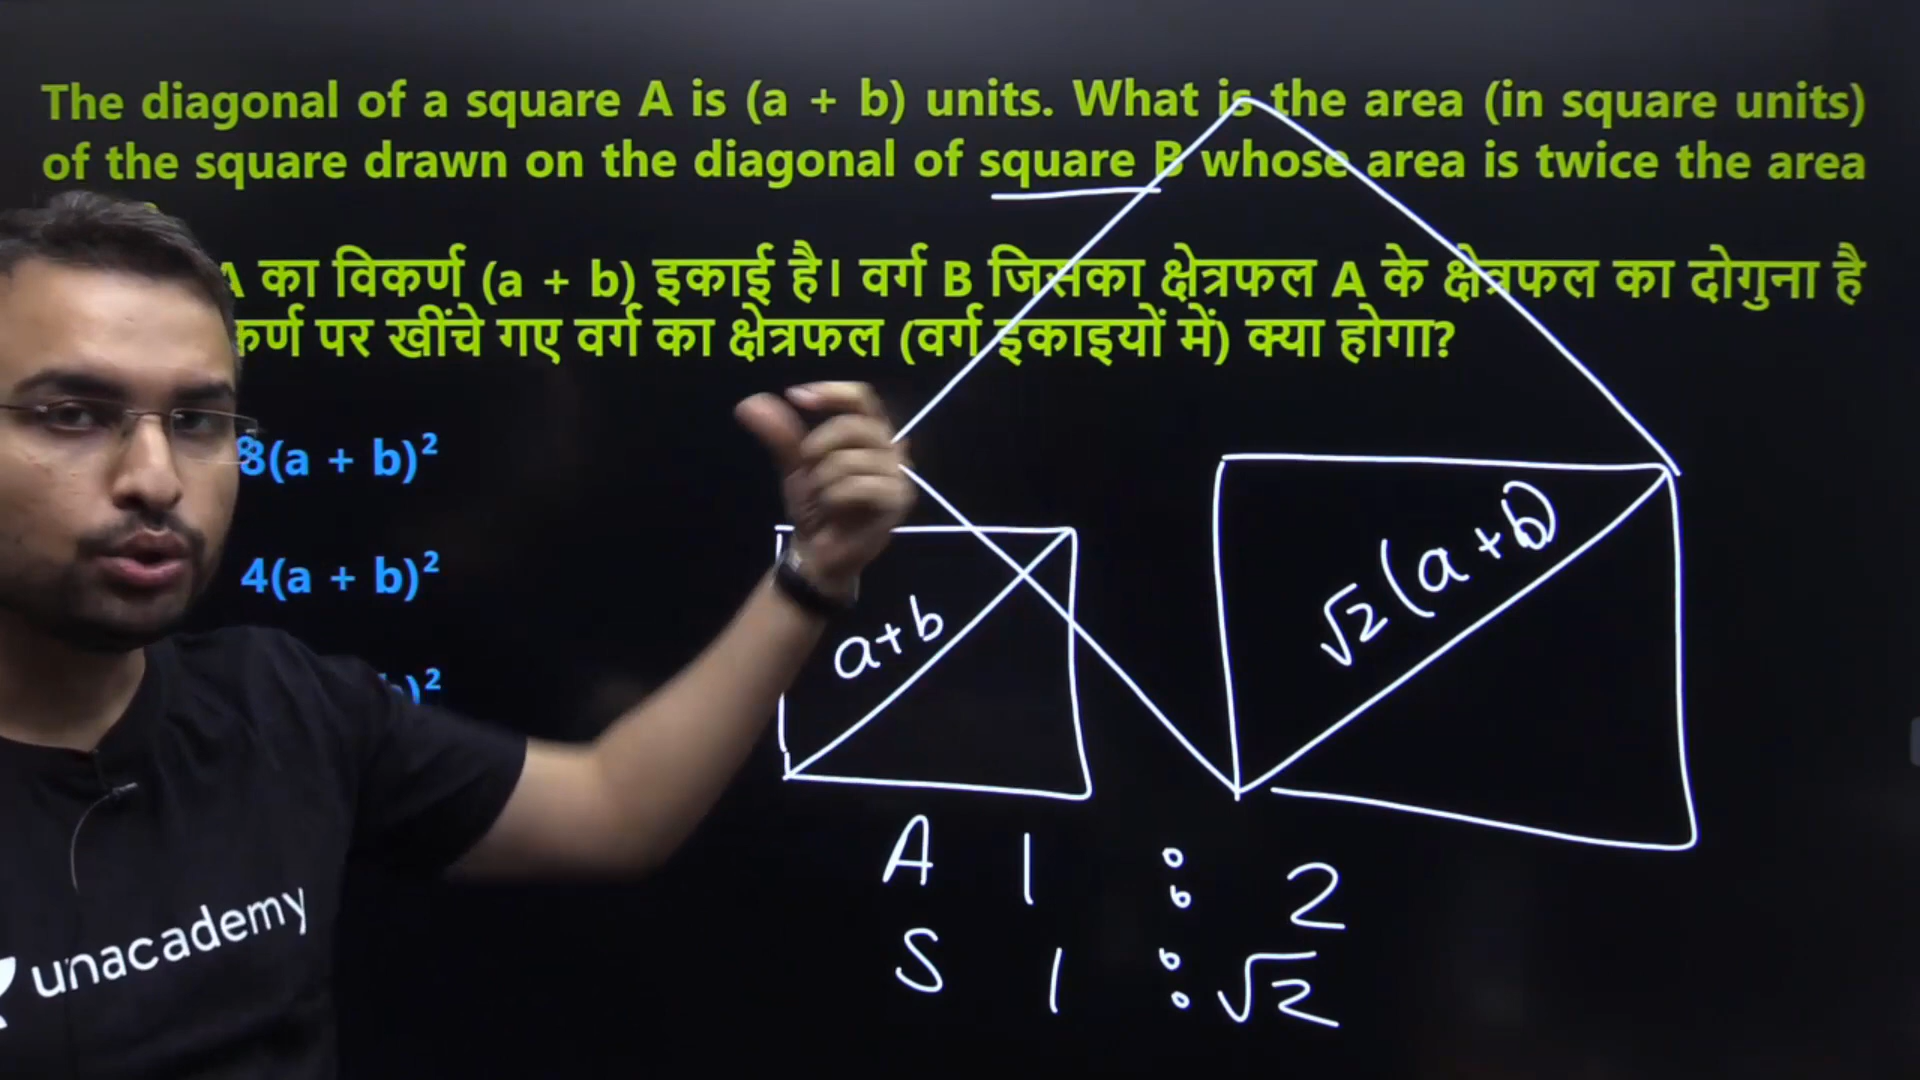 The diagonal of a square A is (a + b) units. What is the area (in square units)
of the square drawn on the diagonal of square B whose area is twice the area
A का विकर्ण (a + b) इकाई है। वर्ग B जिसका क्षेत्रफल A के क्षेत्रफल का दोगुना है
कर्ण पर खींचे गए वर्ग का क्षेत्रफल (वर्ग इकाइयों में) क्या होगा?
8(a + b)²
4(a + b)²
b)²
a+b
√2(a+b)
A 1 : 2
S 1 : √2
unacademy